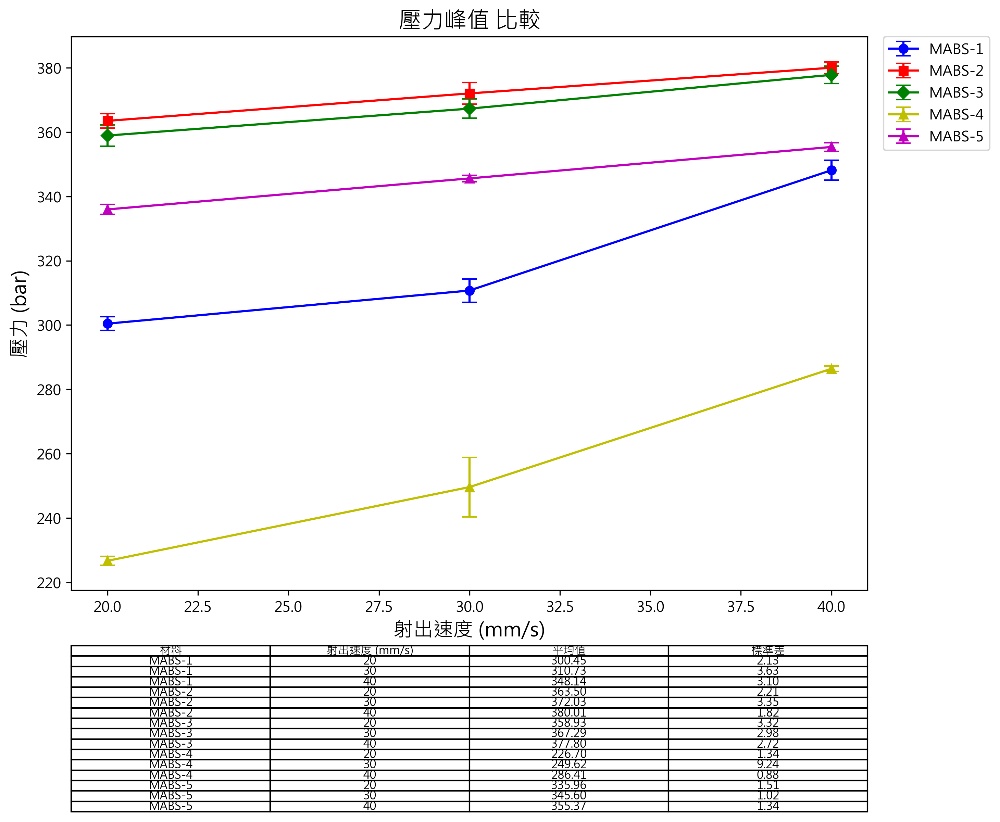 壓力峰值 比較
MABS-1
MABS-2
MABS-3
MABS-4
MABS-5
壓力 (bar)
380
360
340
320
300
280
260
240
220
20.0 22.5 25.0 27.5 30.0 32.5 35.0 37.5 40.0
射出速度 (mm/s)
材料 射出速度 (mm/s) 平均值 標準差
MABS-1 20 300.45 2.13
MABS-1 30 310.73 3.63
MABS-1 40 348.14 3.10
MABS-2 20 363.50 2.21
MABS-2 30 372.03 3.35
MABS-2 40 380.01 1.82
MABS-3 20 358.93 3.32
MABS-3 30 367.29 2.98
MABS-3 40 377.80 2.72
MABS-4 20 226.70 1.34
MABS-4 30 249.62 9.24
MABS-4 40 286.41 0.88
MABS-5 20 335.96 1.51
MABS-5 30 345.60 1.02
MABS-5 40 355.37 1.34